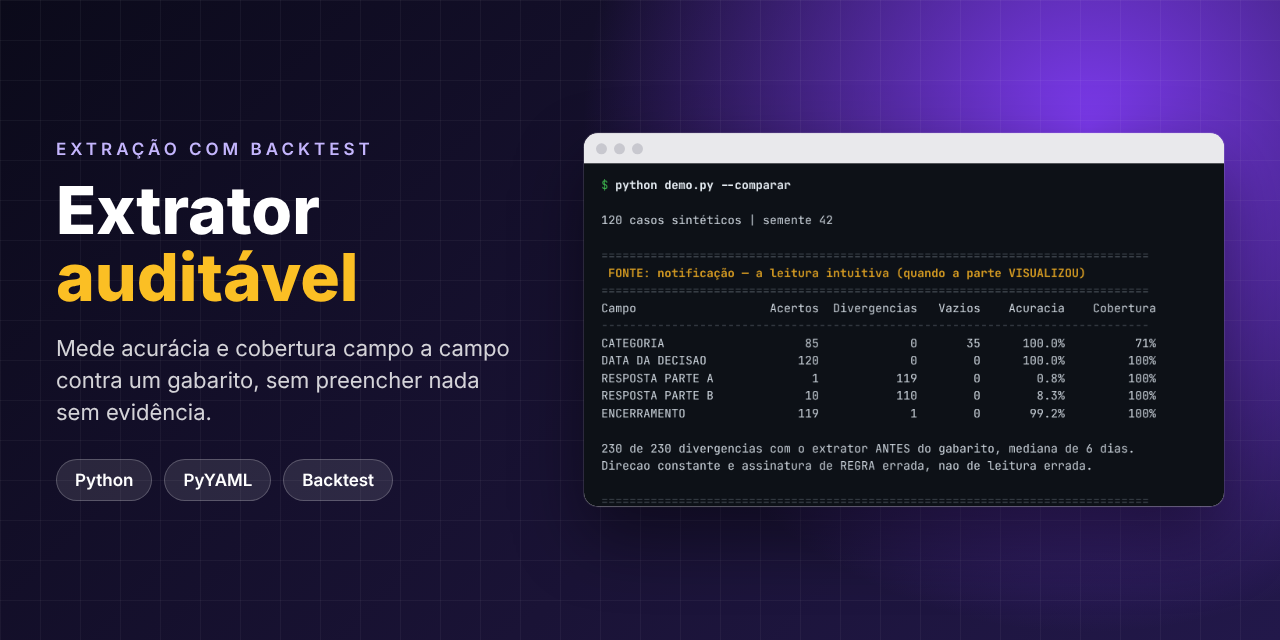 EXTRAÇÃO COM BACKTEST
Extrator
auditável
Mede acurácia e cobertura campo a campo
contra um gabarito, sem preencher nada
sem evidência.
Python PyYAML Backtest
$ python demo.py --comparar
120 casos sintéticos | semente 42
==============================================================================
FONTE: notificação — a leitura intuitiva (quando a parte VISUALIZOU)
==============================================================================
Campo Acertos Divergencias Vazios Acuracia Cobertura
------------------------------------------------------------------------------
CATEGORIA 85 0 35 100.0% 71%
DATA DA DECISAO 120 0 0 100.0% 100%
RESPOSTA PARTE A 1 119 0 0.8% 100%
RESPOSTA PARTE B 10 110 0 8.3% 100%
ENCERRAMENTO 119 1 0 99.2% 100%
230 de 230 divergencias com o extrator ANTES do gabarito, mediana de 6 dias.
Direcao constante e assinatura de REGRA errada, nao de leitura errada.
==============================================================================